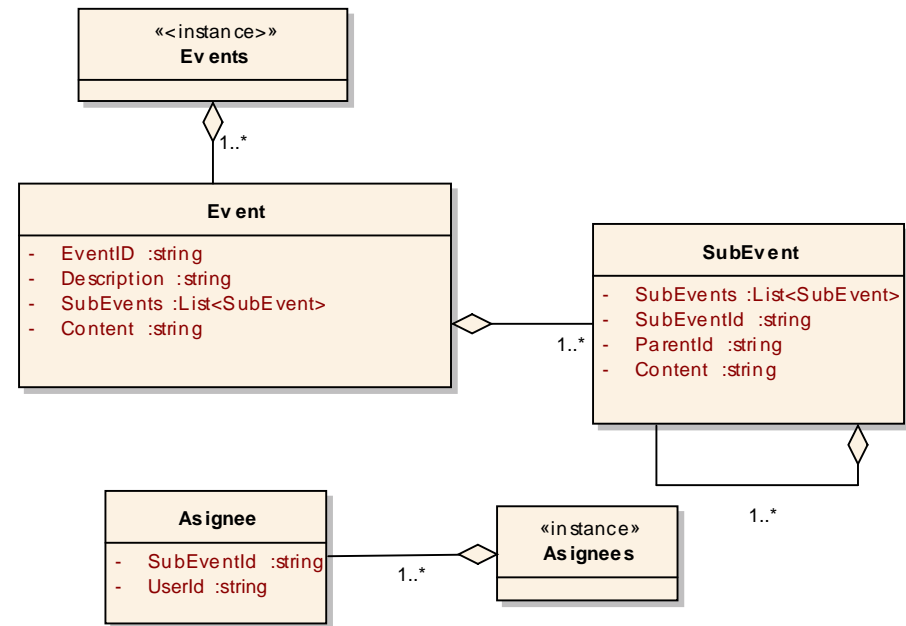 «<instance>»
Events
1..*
Event
- EventID :string
- Description :string
- SubEvents :List<SubEvent>
- Content :string
1..*
SubEvent
- SubEvents :List<SubEvent>
- SubEventId :string
- ParentId :string
- Content :string
1..*
Asignee
- SubEventId :string
- UserId :string
1..*
«instance»
Asignees